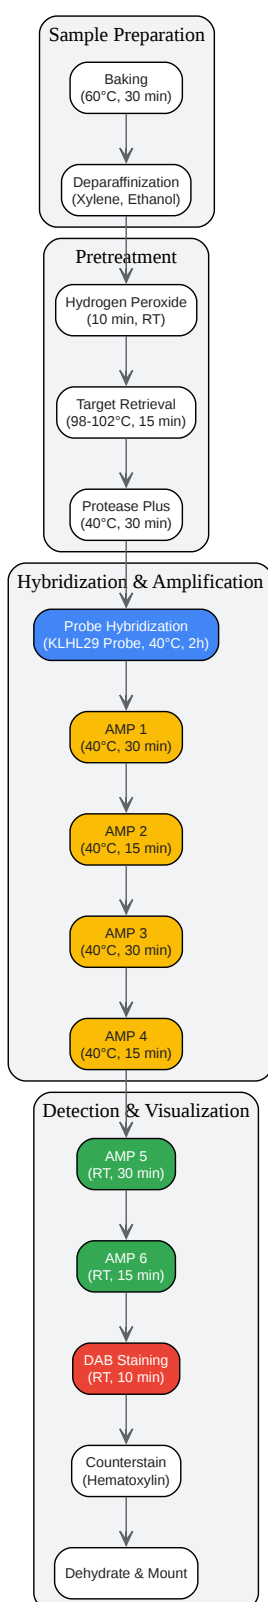 Sample Preparation
Baking
(60°C, 30 min)
Deparaffinization
(Xylene, Ethanol)
Pretreatment
Hydrogen Peroxide
(10 min, RT)
Target Retrieval
(98-102°C, 15 min)
Protease Plus
(40°C, 30 min)
Hybridization & Amplification
Probe Hybridization
(KLHL29 Probe, 40°C, 2h)
AMP 1
(40°C, 30 min)
AMP 2
(40°C, 15 min)
AMP 3
(40°C, 30 min)
AMP 4
(40°C, 15 min)
Detection & Visualization
AMP 5
(RT, 30 min)
AMP 6
(RT, 15 min)
DAB Staining
(RT, 10 min)
Counterstain
(Hematoxylin)
Dehydrate & Mount